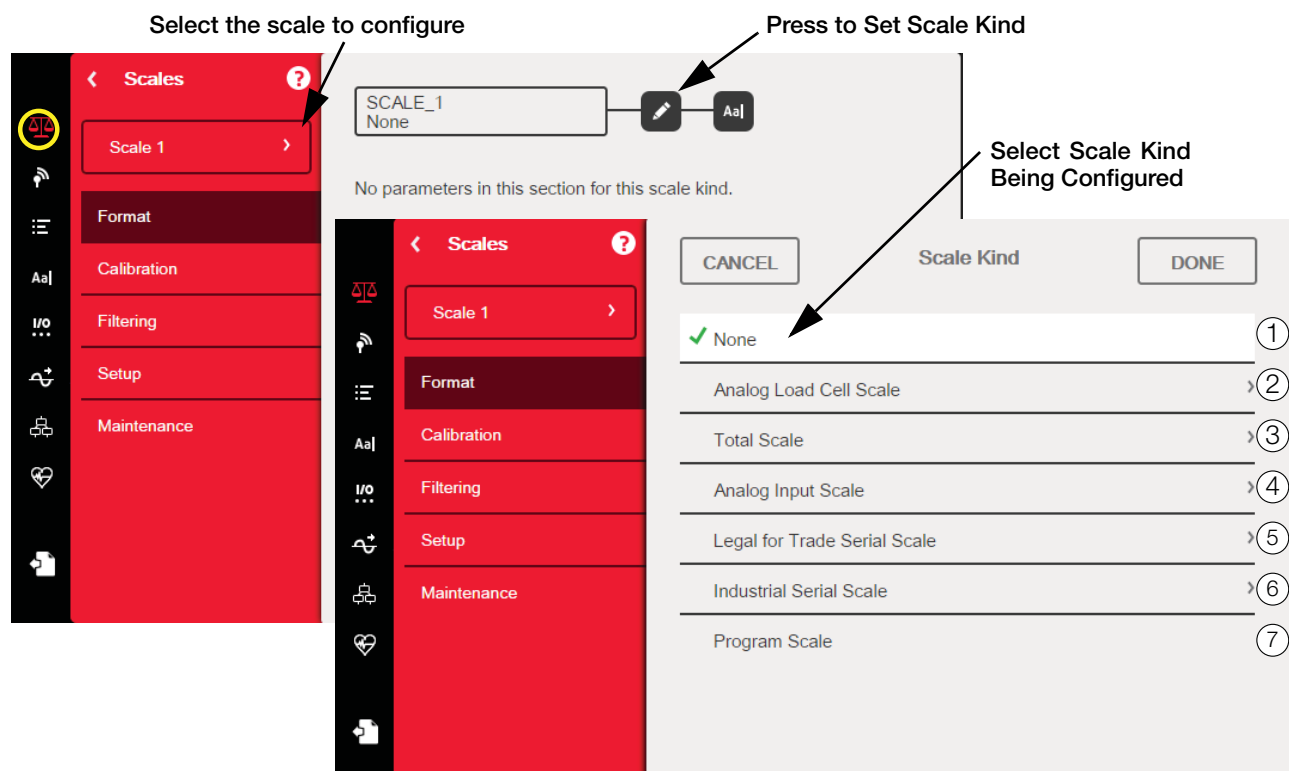 Select the scale to configure
Press to Set Scale Kind
Scales
?
Scale 1
Format
Calibration
Filtering
Setup
Maintenance
Aa
I/O
SCALE_1
None
Aa
No parameters in this section for this scale kind.
Select Scale Kind
Being Configured
Scales
?
Scale 1
Format
Calibration
Filtering
Setup
Maintenance
Aa
I/O
CANCEL
Scale Kind
DONE
None 1
Analog Load Cell Scale 2
Total Scale 3
Analog Input Scale 4
Legal for Trade Serial Scale 5
Industrial Serial Scale 6
Program Scale 7